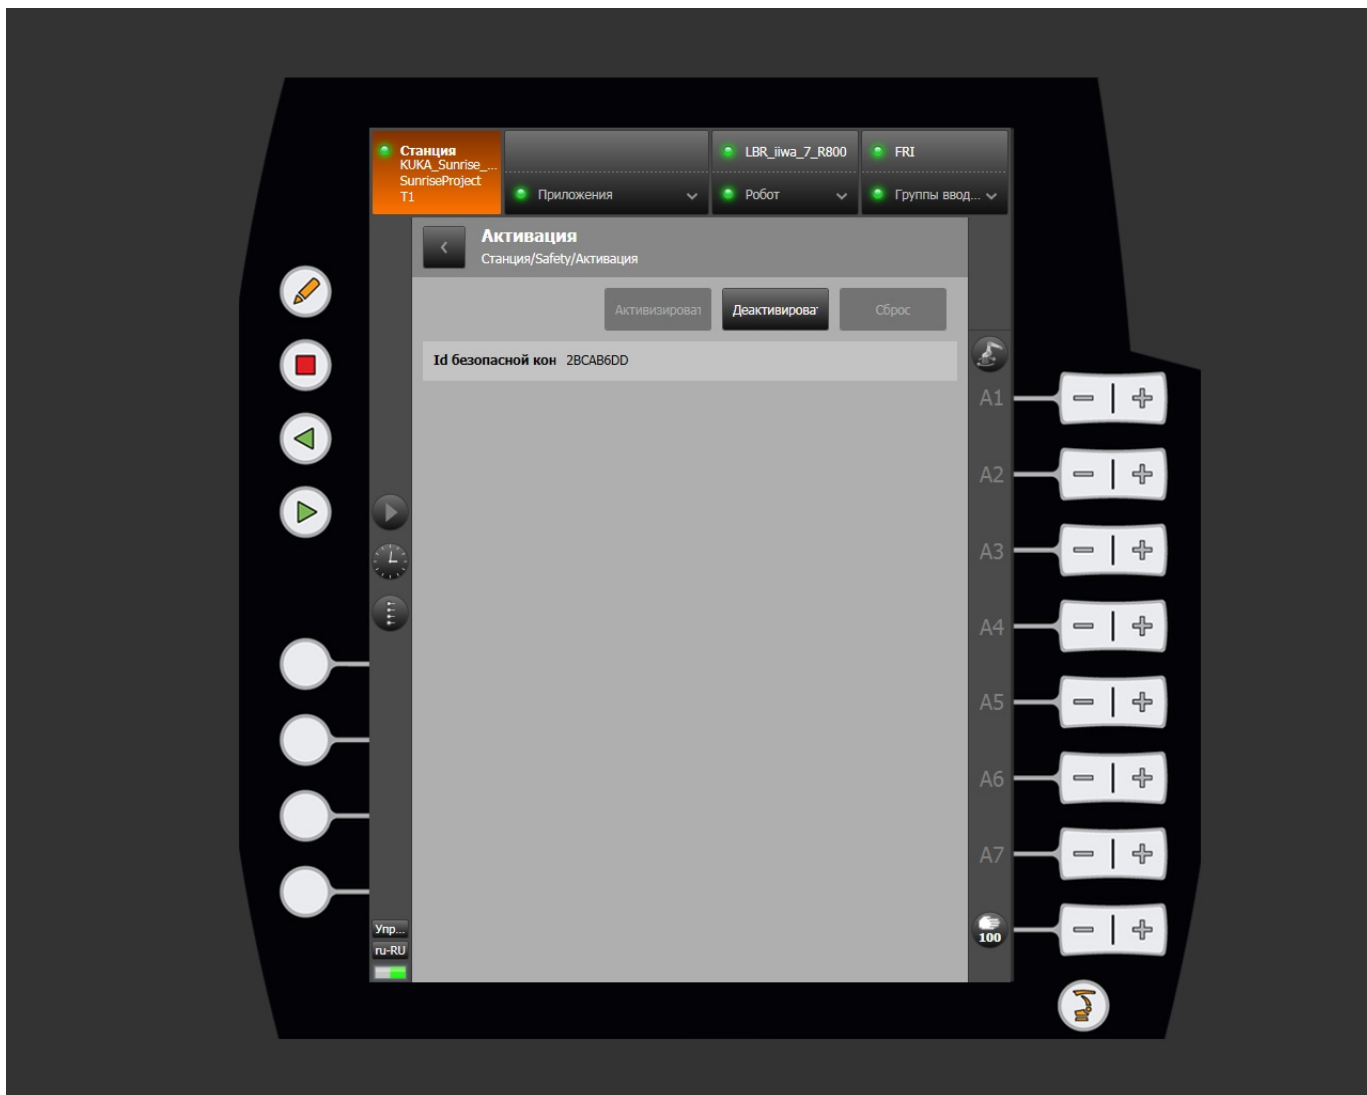 Станция
KUKA_Sunrise_...
SunriseProject
T1
Приложения
LBR_iiwa_7_R800
Робот
FRI
Группы ввод...
Активация
Станция/Safety/Активация
Активизироват
Деактивироват
Сброс
Id безопасной кон 2BCAB6DD
A1
A2
A3
A4
A5
A6
A7
100
Упр...
ru-RU